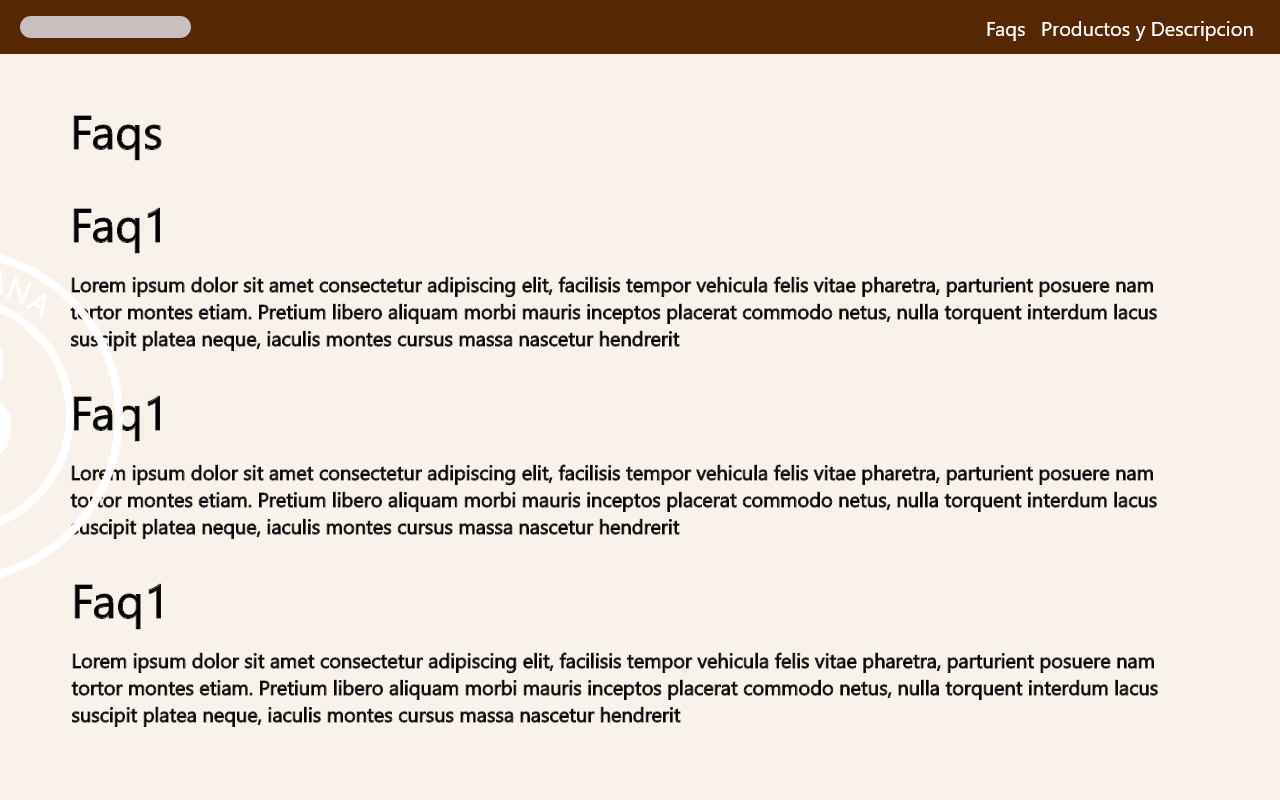 Faqs Productos y Descripcion
Faqs
Faq1
Lorem ipsum dolor sit amet consectetur adipiscing elit, facilisis tempor vehicula felis vitae pharetra, parturient posuere nam
tortor montes etiam. Pretium libero aliquam morbi mauris inceptos placerat commodo netus, nulla torquent interdum lacus
suscipit platea neque, iaculis montes cursus massa nascetur hendrerit
Faq1
Lorem ipsum dolor sit amet consectetur adipiscing elit, facilisis tempor vehicula felis vitae pharetra, parturient posuere nam
tortor montes etiam. Pretium libero aliquam morbi mauris inceptos placerat commodo netus, nulla torquent interdum lacus
suscipit platea neque, iaculis montes cursus massa nascetur hendrerit
Faq1
Lorem ipsum dolor sit amet consectetur adipiscing elit, facilisis tempor vehicula felis vitae pharetra, parturient posuere nam
tortor montes etiam. Pretium libero aliquam morbi mauris inceptos placerat commodo netus, nulla torquent interdum lacus
suscipit platea neque, iaculis montes cursus massa nascetur hendrerit